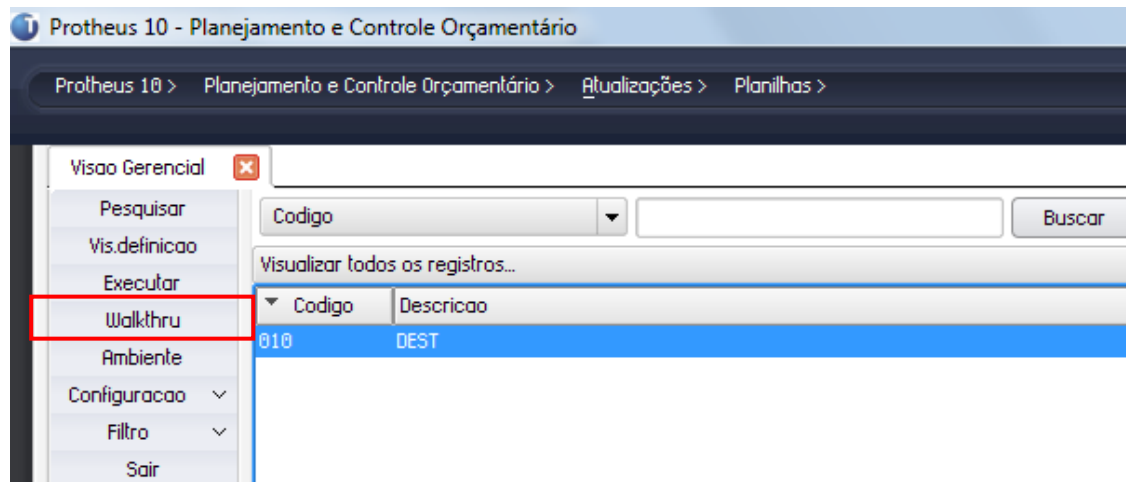 Protheus 10 - Planejamento e Controle Orçamentário
Protheus 10 > Planejamento e Controle Orçamentário > Atualizações > Planilhas >
Visao Gerencial
Pesquisar
Vis.definicao
Executar
Walkthru
Ambiente
Configuracao
Filtro
Sair
Codigo Buscar
Visualizar todos os registros...
Codigo Descricao
010 DEST